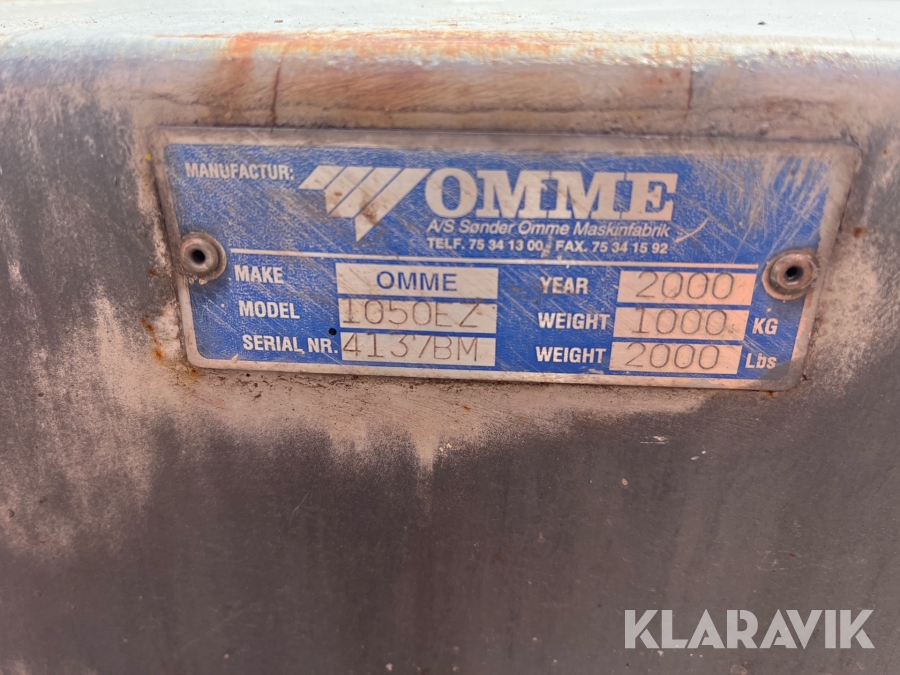 MANUFACTUR: OMME
A/S Sønder Omme Maskinfabrik
TELF. 75 34 13 00 - FAX. 75 34 15 92
MAKE OMME YEAR 2000
MODEL 1050EZ WEIGHT 1000 KG
SERIAL NR. 4137BM WEIGHT 2000 Lbs
KLARAVIK